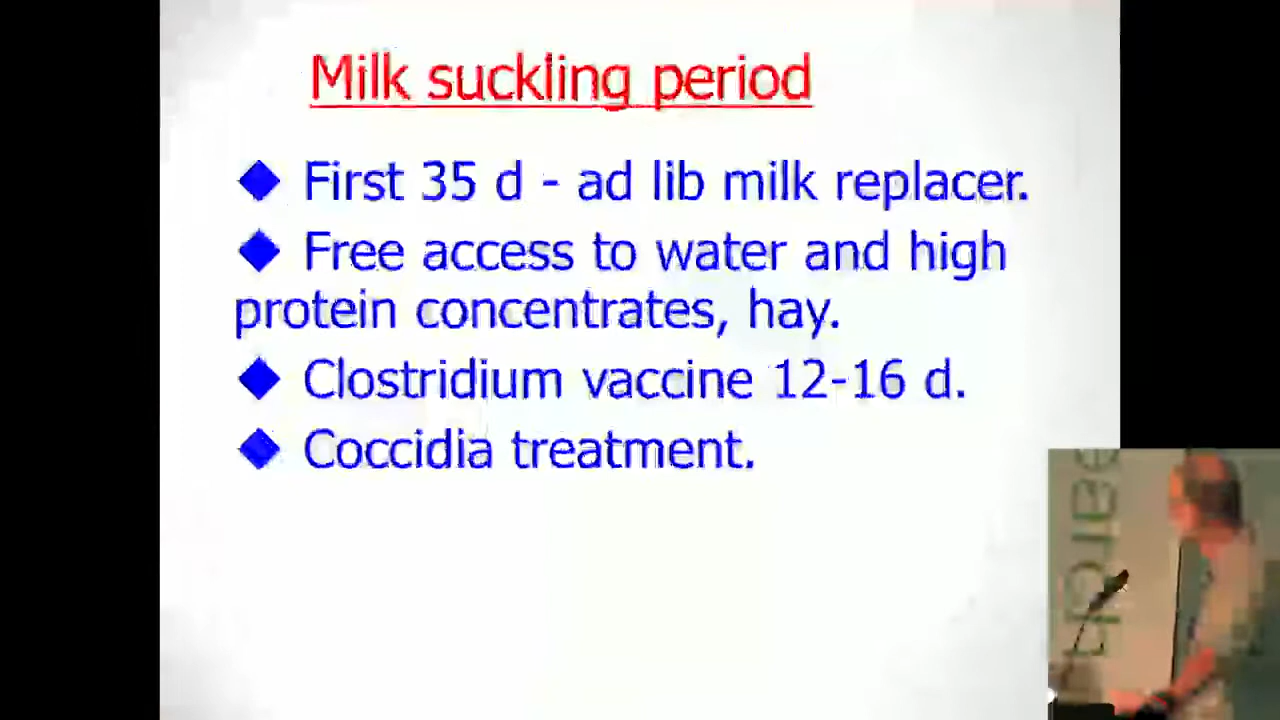 Milk suckling period
◆ First 35 d - ad lib milk replacer.
◆ Free access to water and high
protein concentrates, hay.
◆ Clostridium vaccine 12-16 d.
◆ Coccidia treatment.